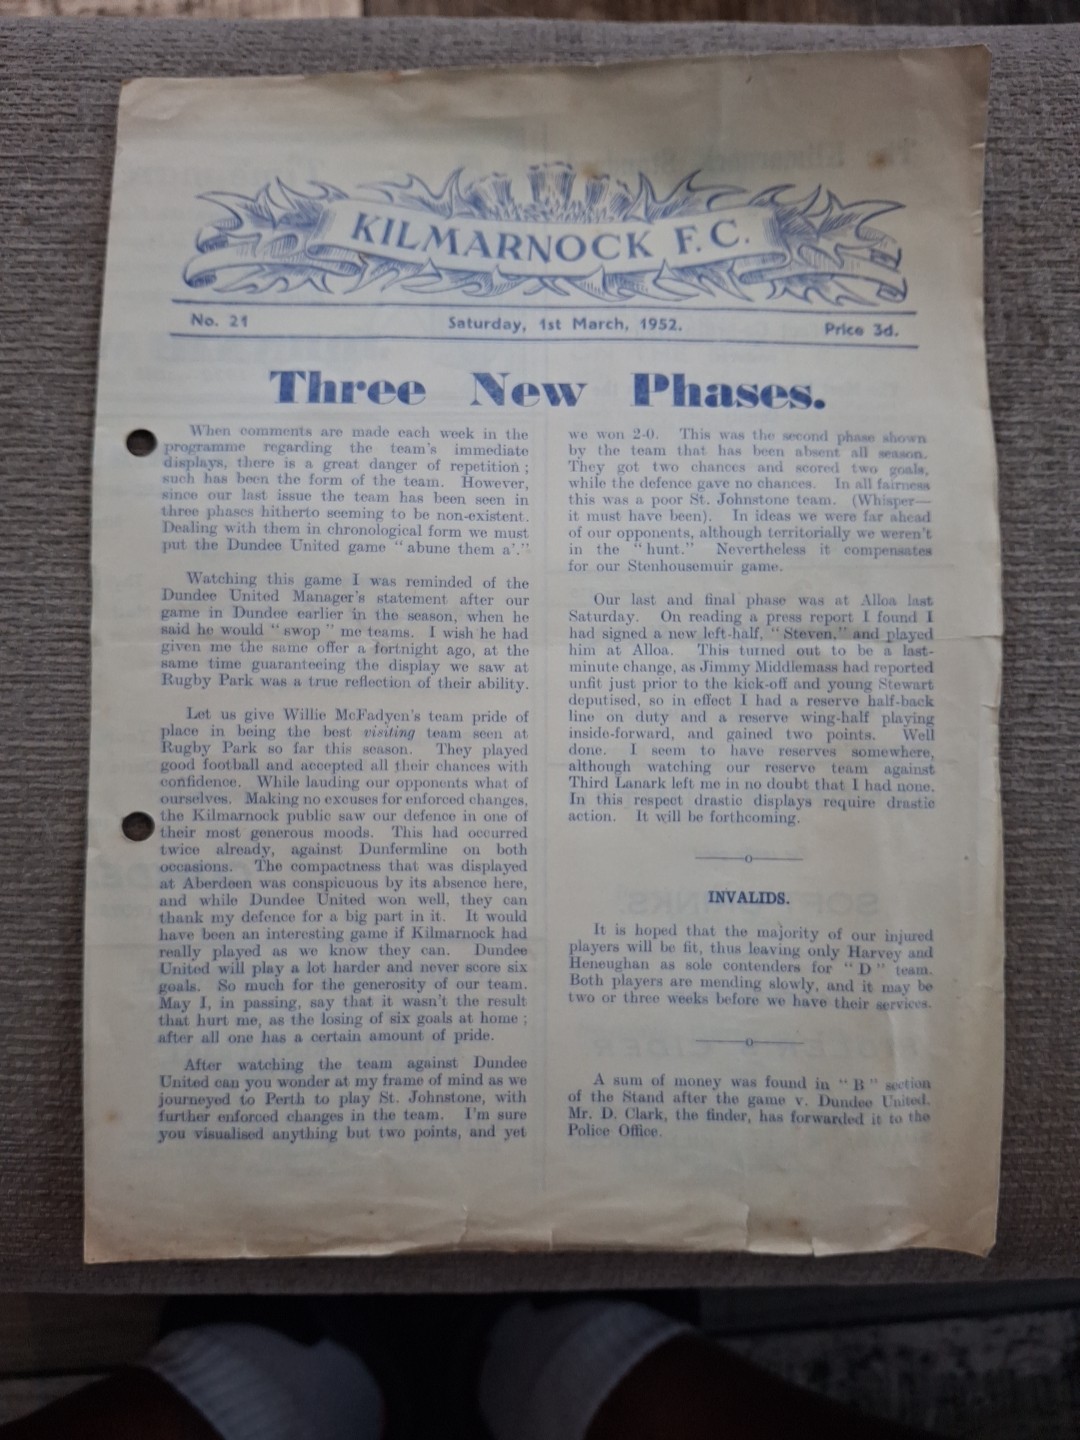 KILMARNOCK F.C.
No. 21 Saturday, 1st March, 1952. Price 3d.
Three New Phases.
When comments are made each week in the
programme regarding the team's immediate
displays, there is a great danger of repetition;
such has been the form of the team. However,
since our last issue the team has been seen in
three phases hitherto seeming to be non-existent.
Dealing with them in chronological form we must
put the Dundee United game "abune them a'."
Watching this game I was reminded of the
Dundee United Manager's statement after our
game in Dundee earlier in the season, when he
said he would "swop" me teams. I wish he had
given me the same offer a fortnight ago, at the
same time guaranteeing the display we saw at
Rugby Park was a true reflection of their ability.
Let us give Willie McFadyen's team pride of
place in being the best visiting team seen at
Rugby Park so far this season. They played
good football and accepted all their chances with
confidence. While lauding our opponents what of
ourselves. Making no excuses for enforced changes,
the Kilmarnock public saw our defence in one of
their most generous moods. This had occurred
twice already, against Dunfermline on both
occasions. The compactness that was displayed
at Aberdeen was conspicuous by its absence here,
and while Dundee United won well, they can
thank my defence for a big part in it. It would
have been an interesting game if Kilmarnock had
really played as we know they can. Dundee
United will play a lot harder and never score six
goals. So much for the generosity of our team.
May I, in passing, say that it wasn't the result
that hurt me, as the losing of six goals at home;
after all one has a certain amount of pride.
After watching the team against Dundee
United can you wonder at my frame of mind as we
journeyed to Perth to play St. Johnstone, with
further enforced changes in the team. I'm sure
you visualised anything but two points, and yet
we won 2-0. This was the second phase shown
by the team that has been absent all season.
They got two chances and scored two goals,
while the defence gave no chances. In all fairness
this was a poor St. Johnstone team. (Whisper—
it must have been). In ideas we were far ahead
of our opponents, although territorially we weren't
in the "hunt." Nevertheless it compensates
for our Stenhousemuir game.
Our last and final phase was at Alloa last
Saturday. On reading a press report I found I
had signed a new left-half, "Steven," and played
him at Alloa. This turned out to be a last-
minute change, as Jimmy Middlemass had reported
unfit just prior to the kick-off and young Stewart
deputised, so in effect I had a reserve half-back
line on duty and a reserve wing-half playing
inside-forward, and gained two points. Well
done. I seem to have reserves somewhere,
although watching our reserve team against
Third Lanark left me in no doubt that I had none.
In this respect drastic displays require drastic
action. It will be forthcoming.
INVALIDS.
It is hoped that the majority of our injured
players will be fit, thus leaving only Harvey and
Heneughan as sole contenders for "D" team.
Both players are mending slowly, and it may be
two or three weeks before we have their services.
A sum of money was found in "B" section
of the Stand after the game v. Dundee United.
Mr. D. Clark, the finder, has forwarded it to the
Police Office.